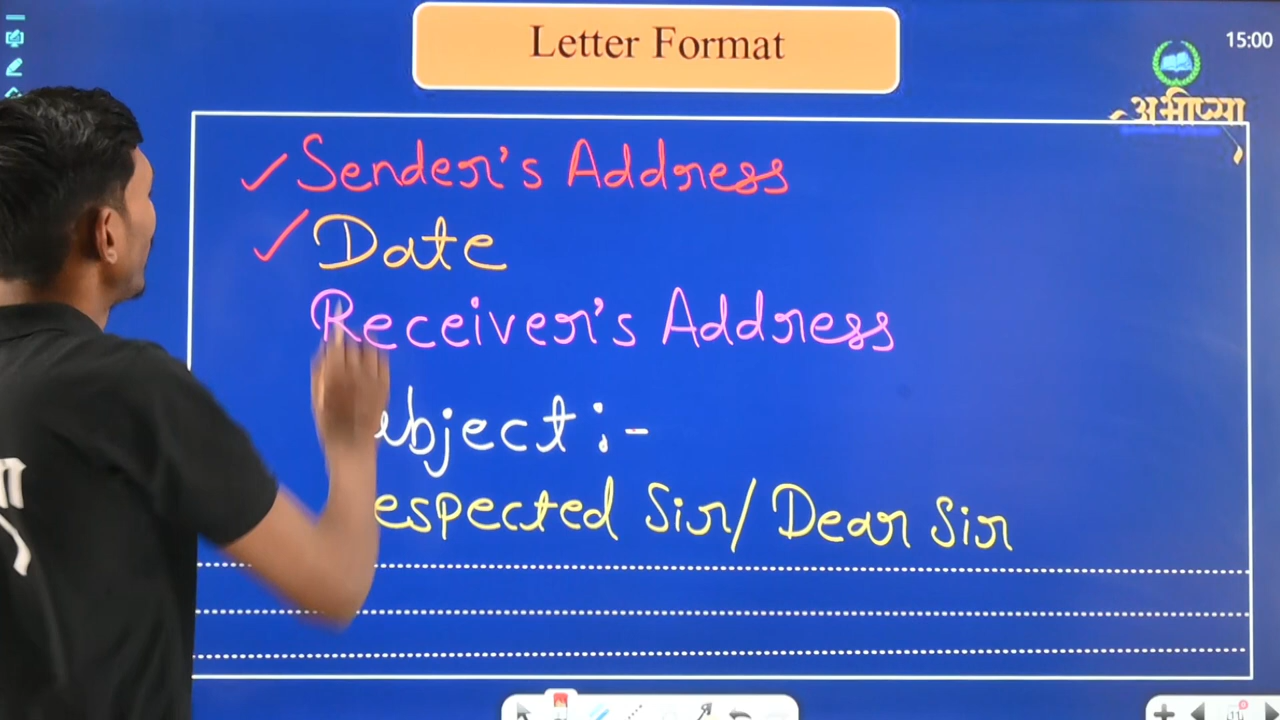 Letter Format
15:00
अभीप्सा
Sender's Address
Date
Receiver's Address
ubject :-
espected Sir/ Dear Sir